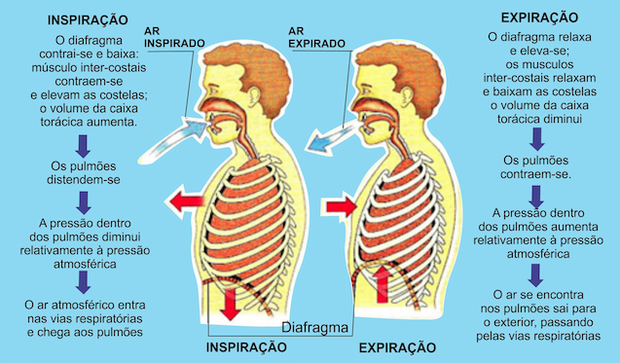 INSPIRAÇÃO
O diafragma
contrai-se e baixa:
músculo inter-costais
contraem-se
e elevam as costelas;
o volume da caixa
torácica aumenta.
Os pulmões
distendem-se
A pressão dentro
dos pulmões diminui
relativamente à pressão
atmosférica
O ar atmosférico entra
nas vias respiratórias
e chega aos pulmões
AR
INSPIRADO
AR
EXPIRADO
Diafragma
INSPIRAÇÃO
EXPIRAÇÃO
EXPIRAÇÃO
O diafragma relaxa
e eleva-se;
os musculos
inter-costais relaxam
e baixam as costelas
o volume da caixa
torácica diminui
Os pulmões
contraem-se.
A pressão dentro
dos pulmões aumenta
relativamente à pressão
atmosférica
O ar se encontra
nos pulmões sai para
o exterior, passando
pelas vias respiratórias